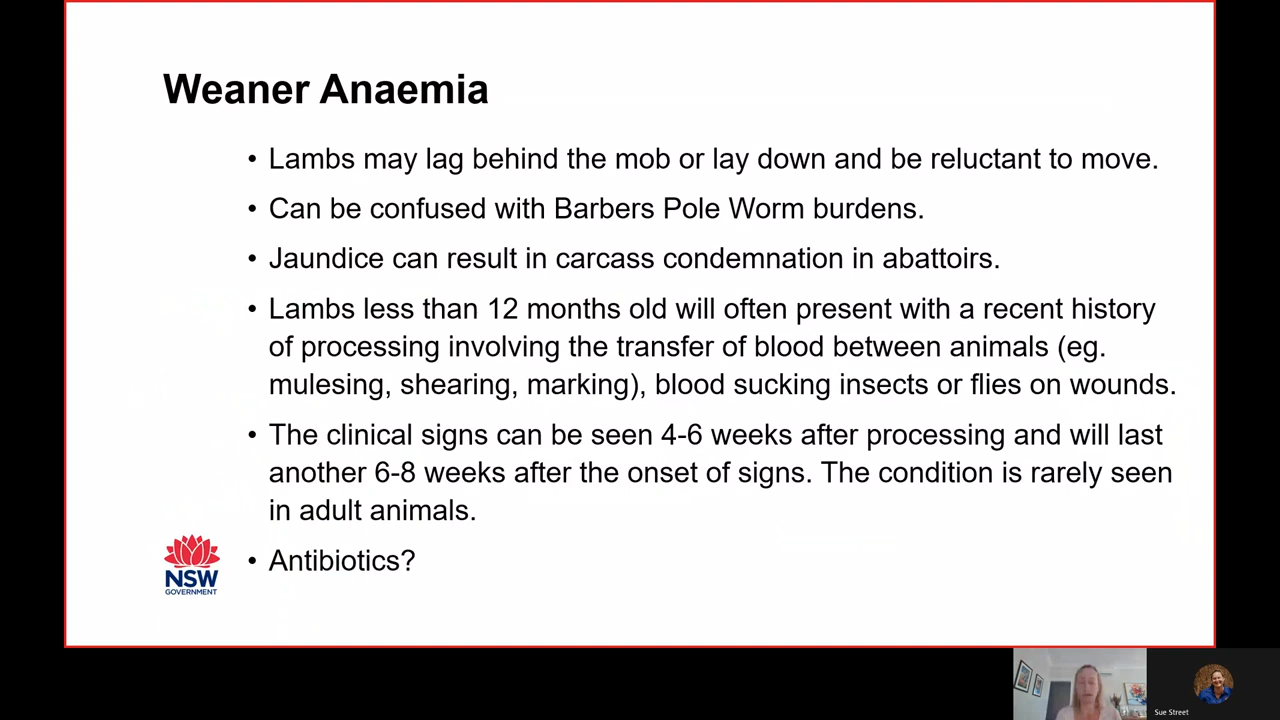 Weaner Anaemia
• Lambs may lag behind the mob or lay down and be reluctant to move.
• Can be confused with Barbers Pole Worm burdens.
• Jaundice can result in carcass condemnation in abattoirs.
• Lambs less than 12 months old will often present with a recent history
of processing involving the transfer of blood between animals (eg.
mulesing, shearing, marking), blood sucking insects or flies on wounds.
• The clinical signs can be seen 4-6 weeks after processing and will last
another 6-8 weeks after the onset of signs. The condition is rarely seen
in adult animals.
• Antibiotics?
NSW
GOVERNMENT
Sue Street